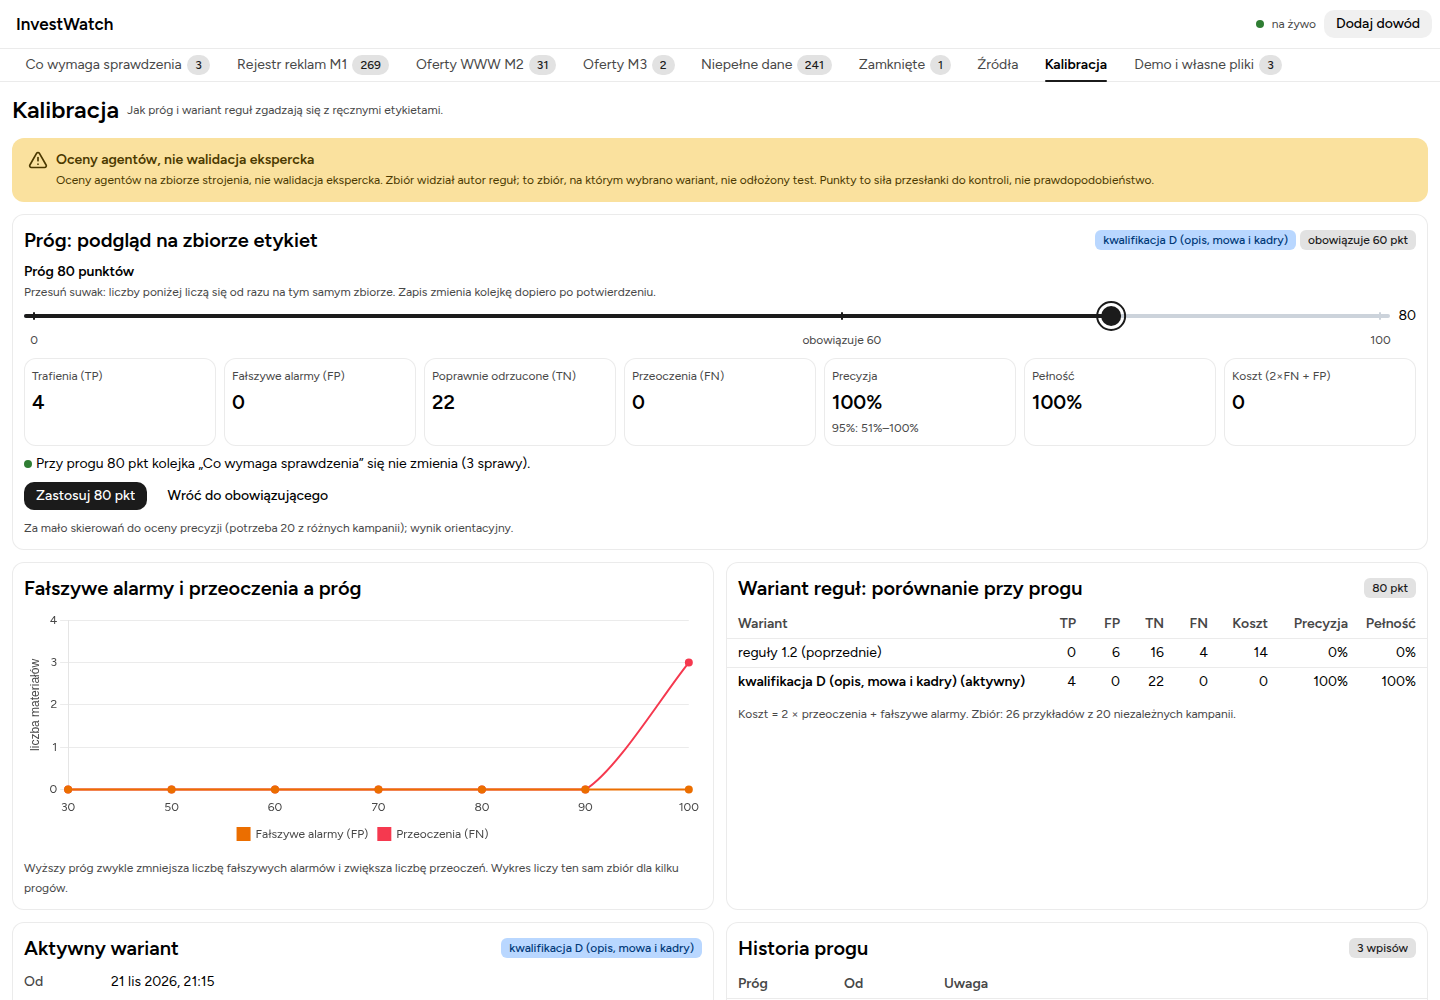 InvestWatch
na żywo
Dodaj dowód
Co wymaga sprawdzenia 3
Rejestr reklam M1 269
Oferty WWW M2 31
Oferty M3 2
Niepełne dane 241
Zamknięte 1
Źródła
Kalibracja
Demo i własne pliki 3
Kalibracja
Jak próg i wariant reguł zgadzają się z ręcznymi etykietami.
Oceny agentów, nie walidacja ekspercka
Oceny agentów na zbiorze strojenia, nie walidacja ekspercka. Zbiór widział autor reguł; to zbiór, na którym wybrano wariant, nie odłożony test. Punkty to siła przesłanki do kontroli, nie prawdopodobieństwo.
Próg: podgląd na zbiorze etykiet
kwalifikacja D (opis, mowa i kadry)
obowiązuje 60 pkt
Próg 80 punktów
Przesuń suwak: liczby poniżej liczą się od razu na tym samym zbiorze. Zapis zmienia kolejkę dopiero po potwierdzeniu.
80
0
obowiązuje 60
100
Trafienia (TP)
4
Fałszywe alarmy (FP)
0
Poprawnie odrzucone (TN)
22
Przeoczenia (FN)
0
Precyzja
100%
95%: 51%–100%
Pełność
100%
Koszt (2×FN + FP)
0
Przy progu 80 pkt kolejka „Co wymaga sprawdzenia” się nie zmienia (3 sprawy).
Zastosuj 80 pkt
Wróć do obowiązującego
Za mało skierowań do oceny precyzji (potrzeba 20 z różnych kampanii); wynik orientacyjny.
Fałszywe alarmy i przeoczenia a próg
liczba materiałów
4
3
2
1
0
30 50 60 70 80 90 100
Fałszywe alarmy (FP)
Przeoczenia (FN)
Wyższy próg zwykle zmniejsza liczbę fałszywych alarmów i zwiększa liczbę przeoczeń. Wykres liczy ten sam zbiór dla kilku
progów.
Wariant reguł: porównanie przy progu
80 pkt
Wariant TP FP TN FN Koszt Precyzja Pełność
reguły 1.2 (poprzednie) 0 6 16 4 14 0% 0%
kwalifikacja D (opis, mowa i kadry) (aktywny) 4 0 22 0 0 100% 100%
Koszt = 2 × przeoczenia + fałszywe alarmy. Zbiór: 26 przykładów z 20 niezależnych kampanii.
Aktywny wariant
kwalifikacja D (opis, mowa i kadry)
Od 21 lis 2026, 21:15
Historia progu
3 wpisów
Próg Od Uwaga